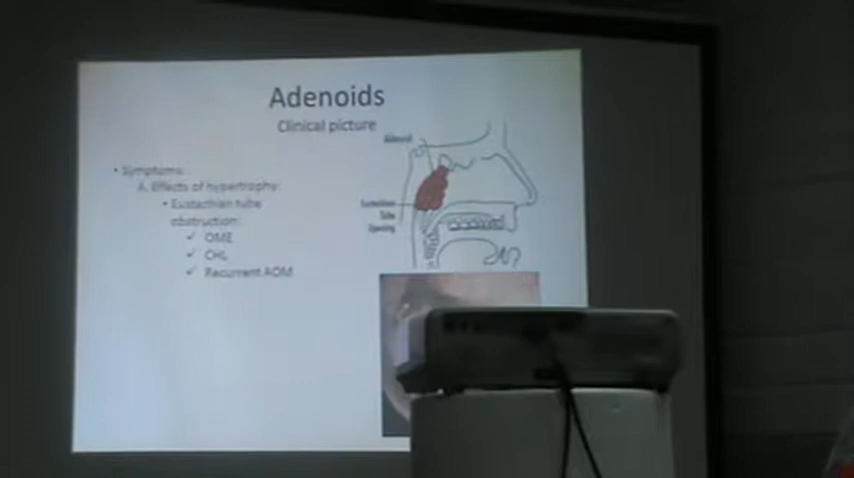 Adenoids
Clinical picture
Adenoid
• Symptoms:
A. Effects of hypertrophy:
• Eustachian tube
obstruction:
✓ OME
✓ CHL
✓ Recurrent AOM
Eustachian
Tube
Opening